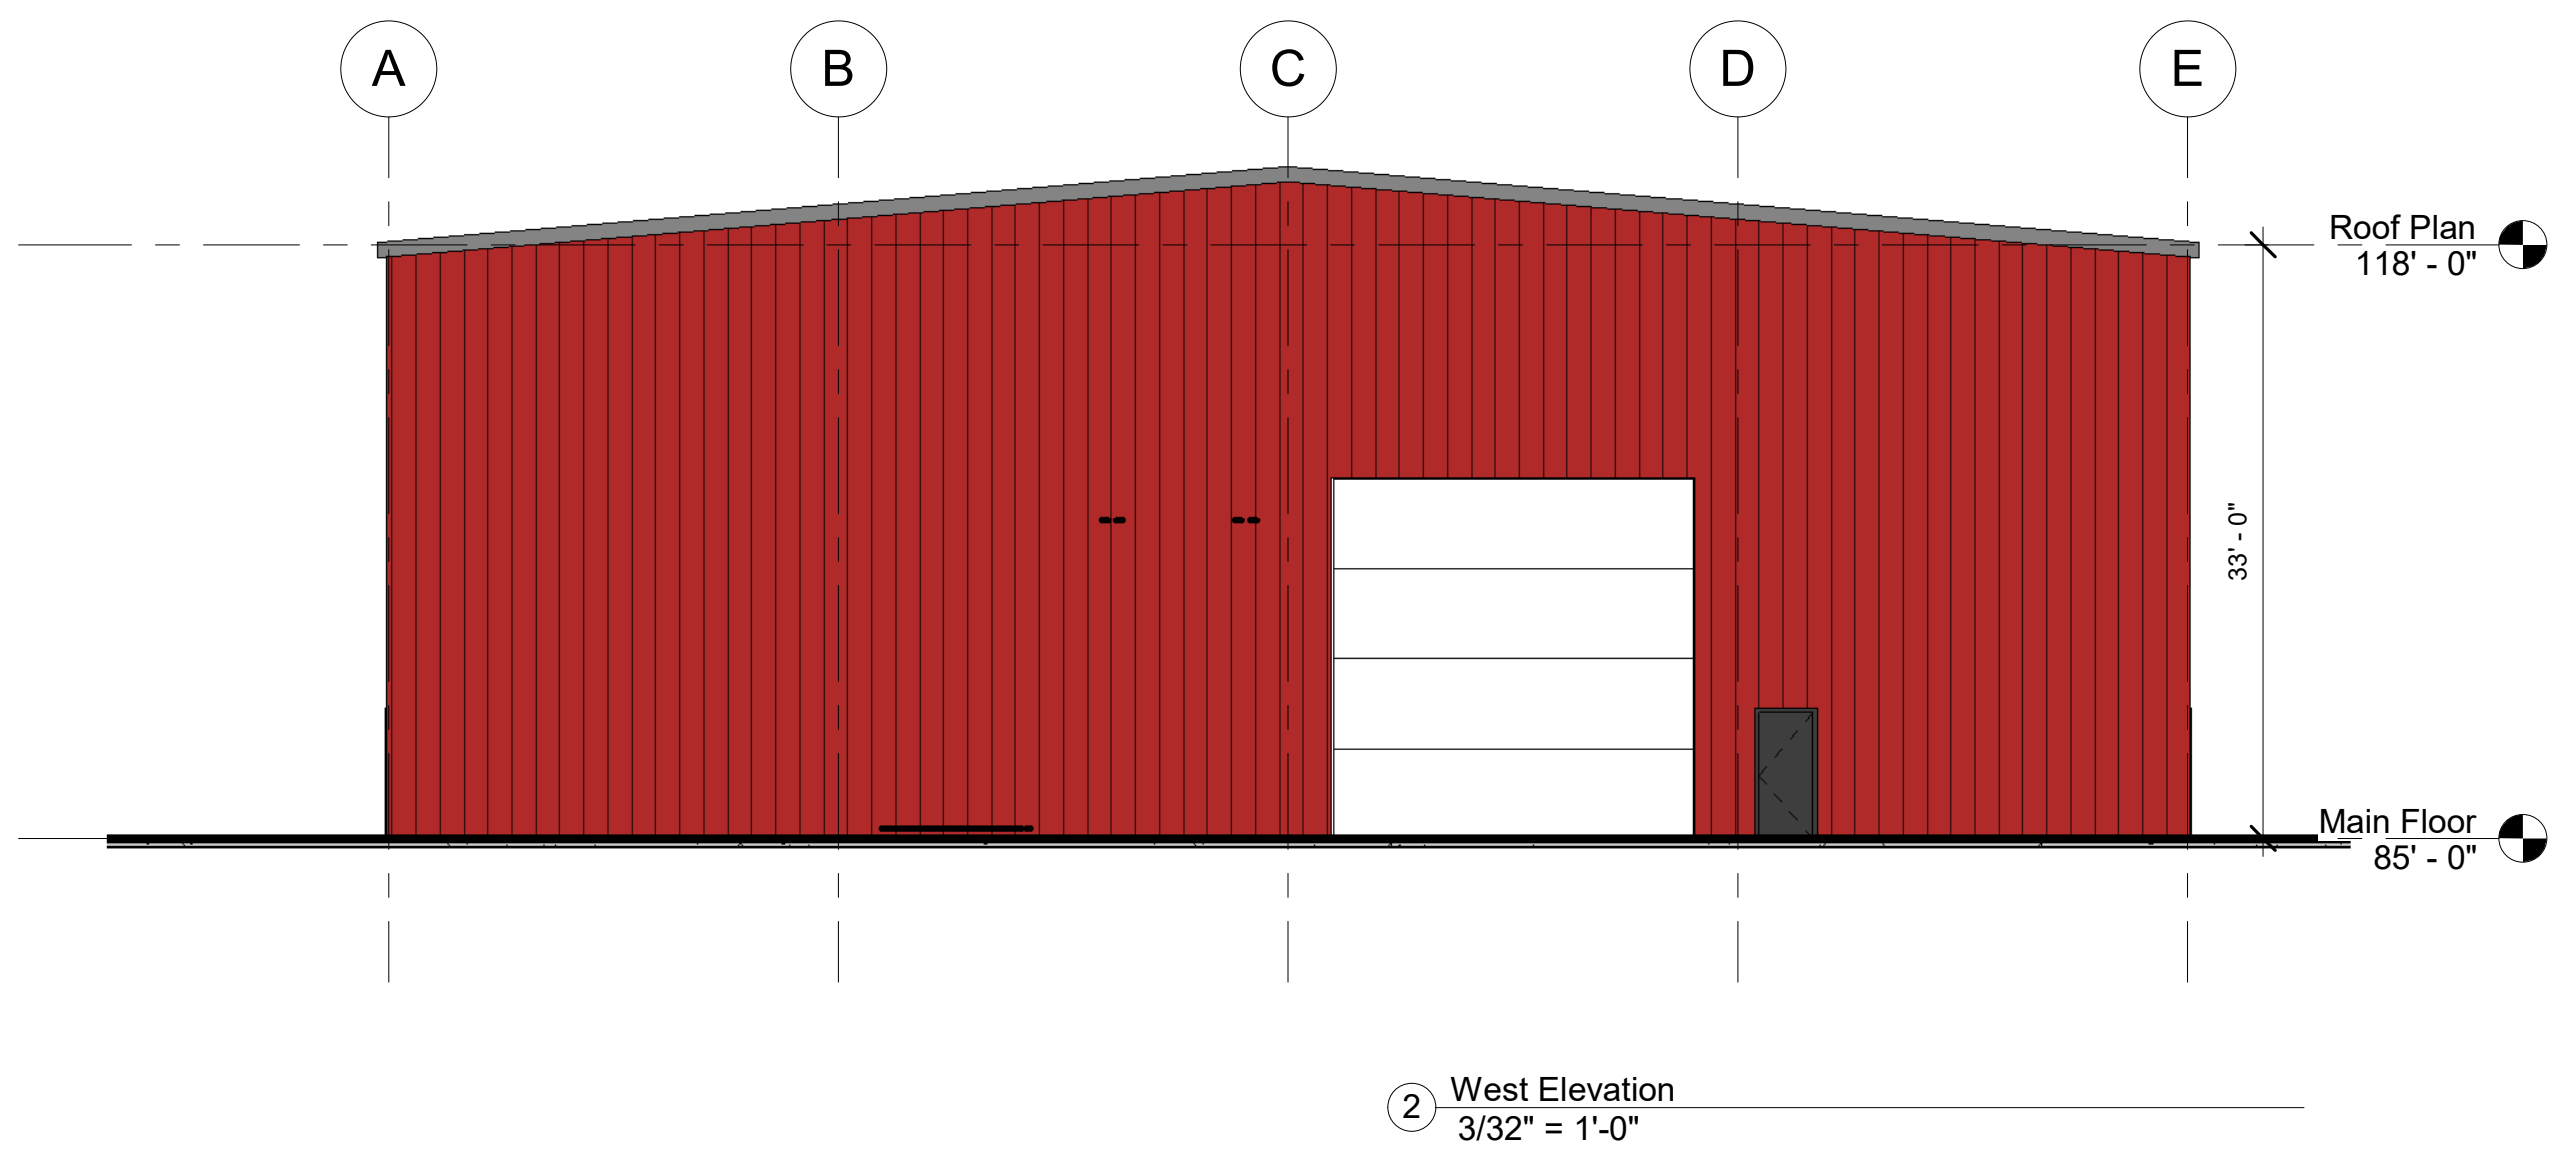 A
B
C
D
E
Roof Plan
118' - 0"
33' - 0"
Main Floor
85' - 0"
2
West Elevation
3/32" = 1'-0"